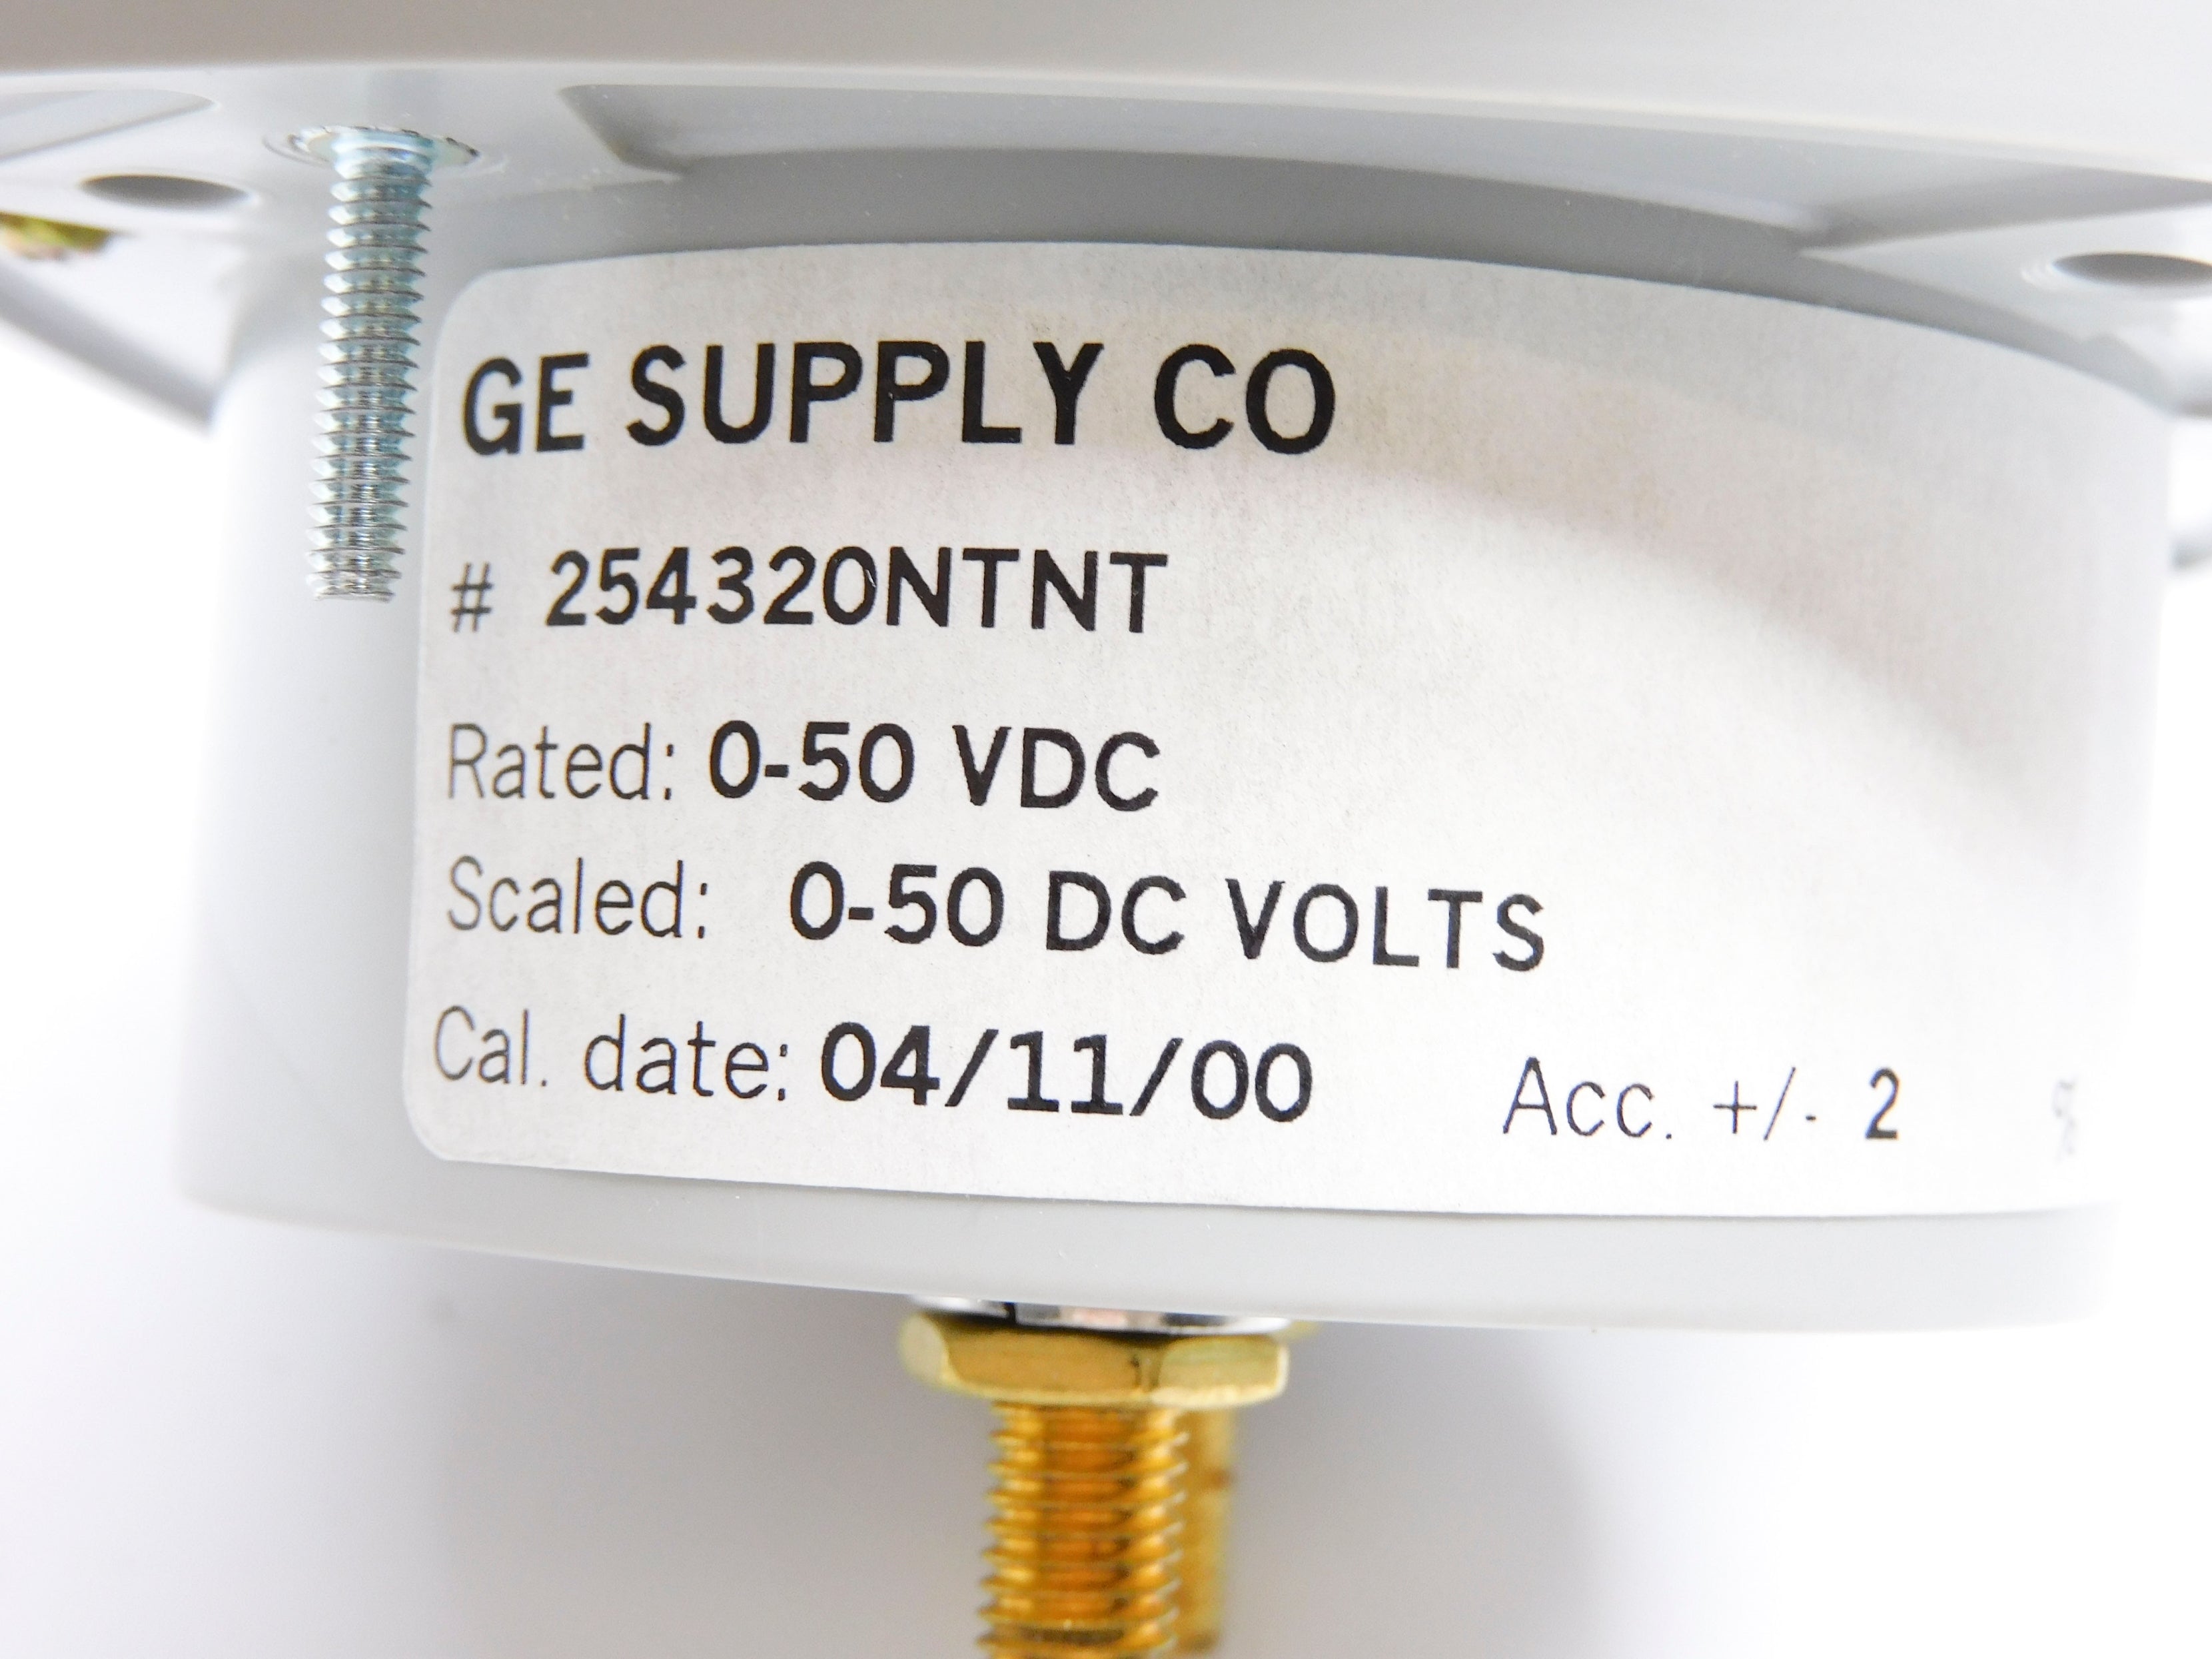 GE SUPPLY CO
# 254320NTNT
Rated: 0-50 VDC
Scaled: 0-50 DC VOLTS
Cal. date: 04/11/00 Acc. +/- 2 %